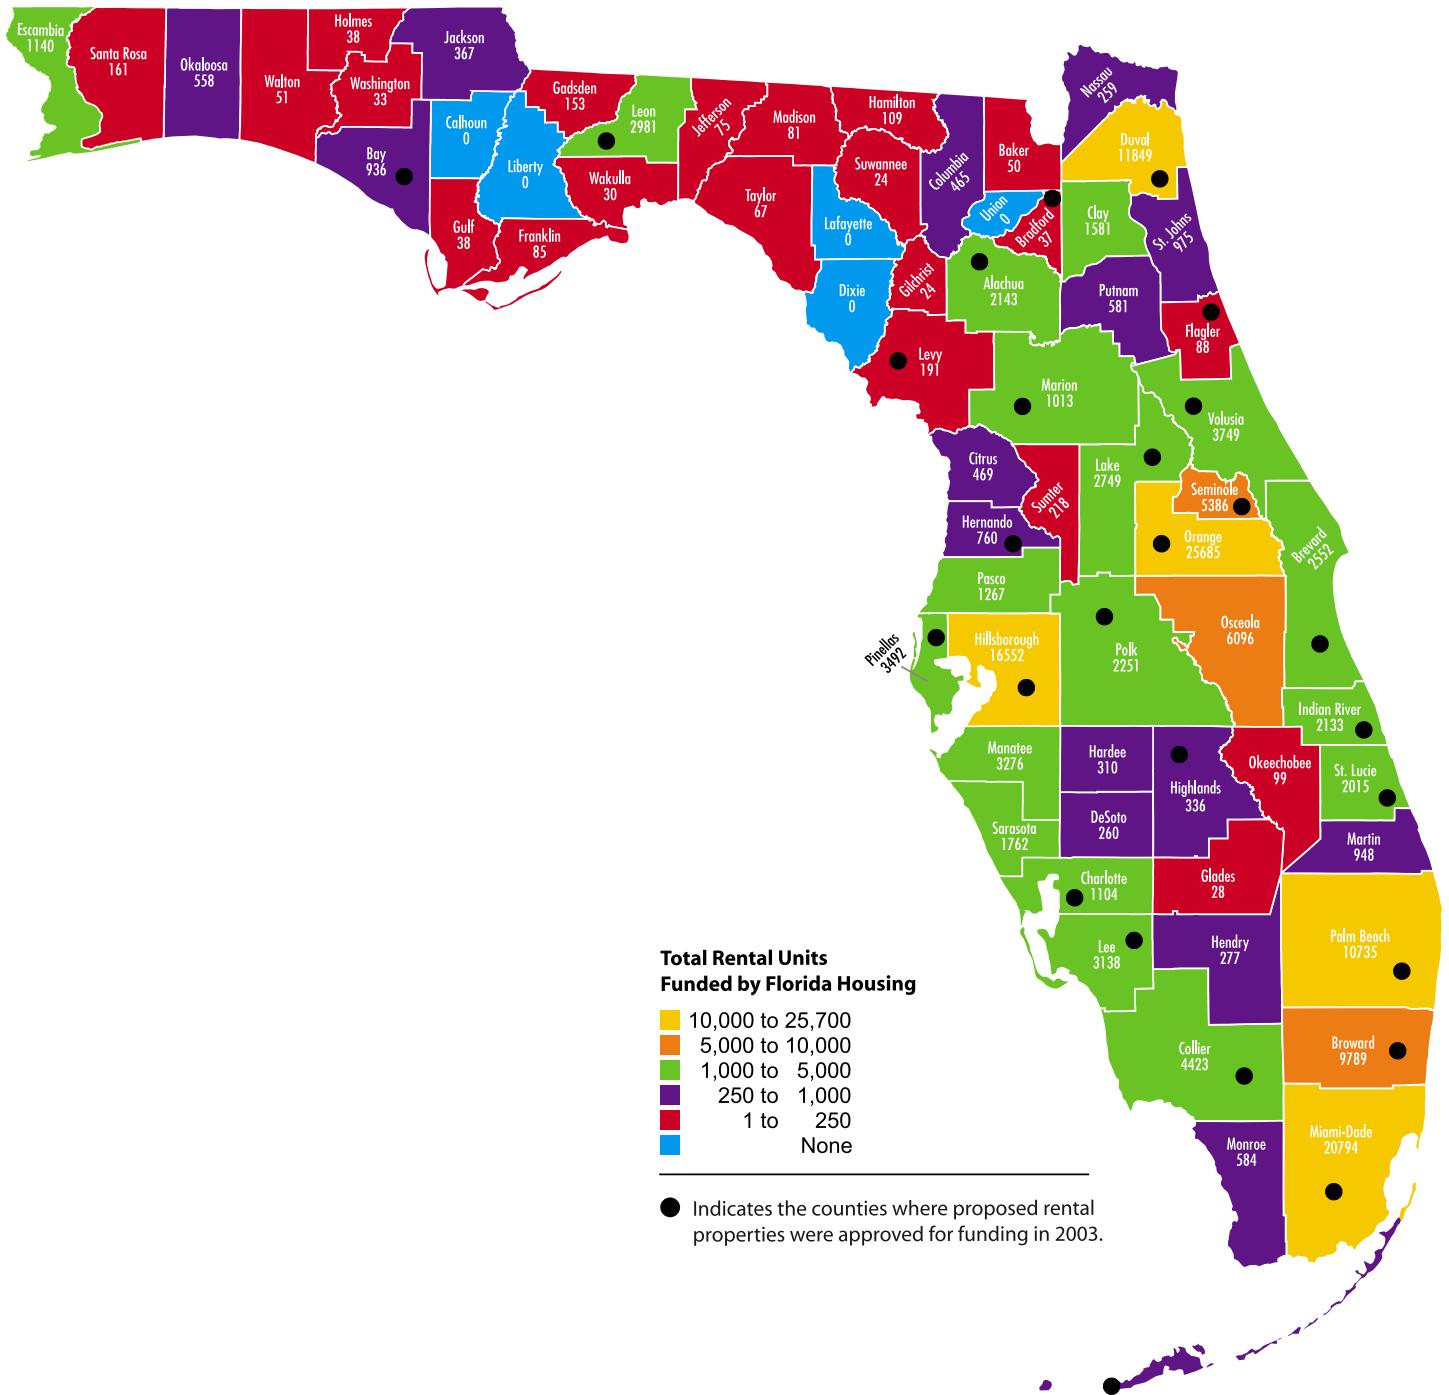 Escambia
1140
Santa Rosa
161
Okaloosa
558
Walton
51
Holmes
38
Washington
33
Jackson
367
Bay
936
Calhoun
0
Gulf
38
Liberty
0
Franklin
85
Gadsden
153
Leon
2981
Wakulla
30
Jefferson
75
Madison
81
Taylor
67
Hamilton
109
Suwannee
24
Lafayette
0
Dixie
0
Columbia
465
Gilchrist
24
Levy
191
Baker
50
Union
0
Bradford
37
Alachua
2143
Nassau
259
Duval
11849
Clay
1581
St. Johns
975
Putnam
581
Flagler
88
Marion
1013
Volusia
3749
Citrus
469
Sumter
218
Lake
2749
Seminole
5386
Hernando
760
Orange
25685
Brevard
2552
Pasco
1267
Pinellas
3492
Hillsborough
16552
Polk
2251
Osceola
6096
Indian River
2133
Manatee
3276
Hardee
310
Highlands
336
Okeechobee
99
St. Lucie
2015
Sarasota
1762
DeSoto
260
Martin
948
Charlotte
1104
Glades
28
Lee
3138
Hendry
277
Palm Beach
10735
Collier
4423
Broward
9789
Monroe
584
Miami-Dade
20794
Total Rental Units
Funded by Florida Housing
10,000 to 25,700
5,000 to 10,000
1,000 to 5,000
250 to 1,000
1 to 250
None
Indicates the counties where proposed rental
properties were approved for funding in 2003.